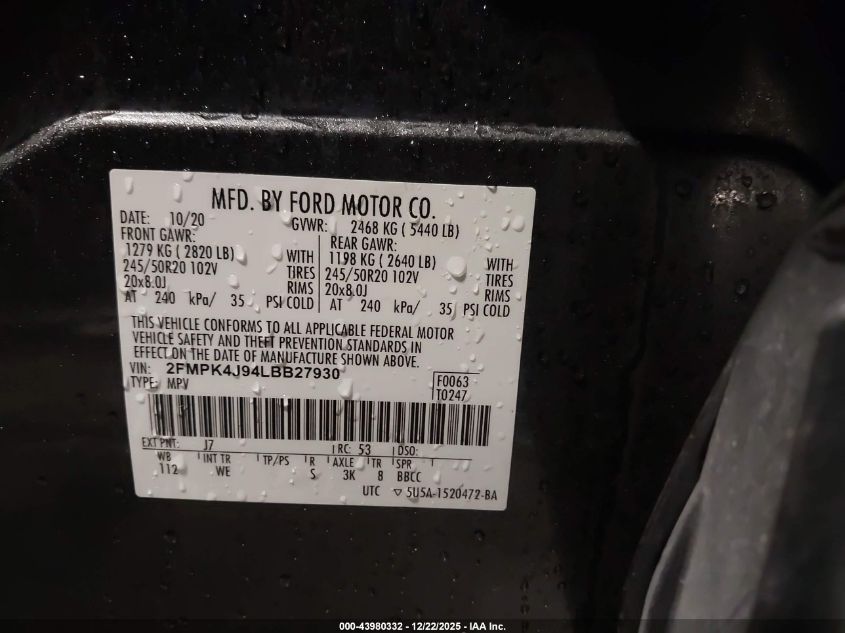 MFD. BY FORD MOTOR CO.
DATE: 10/20 GVWR: 2468 KG ( 5440 LB)
FRONT GAWR: REAR GAWR:
1279 KG ( 2820 LB) WITH 1198 KG ( 2640 LB) WITH
245/50R20 102V TIRES 245/50R20 102V TIRES
20x8.0J RIMS 20x8.0J RIMS
AT 240 kPa/ 35 PSI COLD AT 240 kPa/ 35 PSI COLD
THIS VEHICLE CONFORMS TO ALL APPLICABLE FEDERAL MOTOR
VEHICLE SAFETY AND THEFT PREVENTION STANDARDS IN
EFFECT ON THE DATE OF MANUFACTURE SHOWN ABOVE.
VIN: 2FMPK4J94LBB27930 F0063
TYPE: MPV T0247
EXT PNT: J7 RC: 53 DSO:
WB INT TR TP/PS R AXLE TR SPR
112 WE S 3K 8 BBCC
UTC ▽ 5U5A-1520472-BA
000-43980332 - 12/22/2025 - IAA Inc.